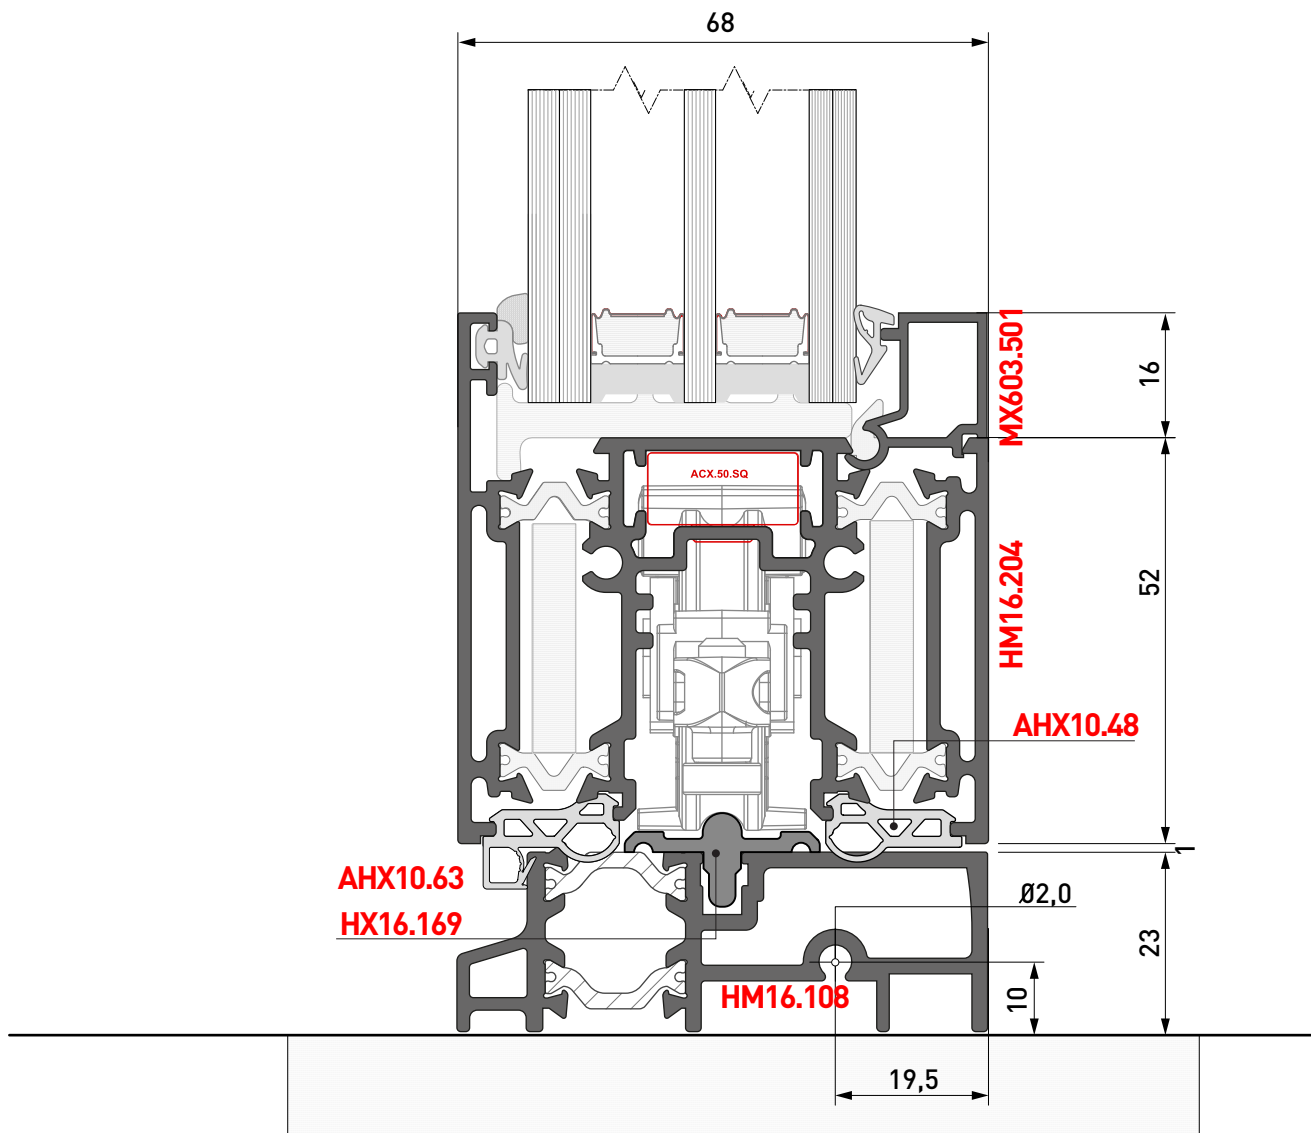 68
MX603.501
16
ACX.50.SQ
HM16.204
52
AHX10.48
1
AHX10.63
Ø2,0
HX16.169
23
HM16.108
10
19,5